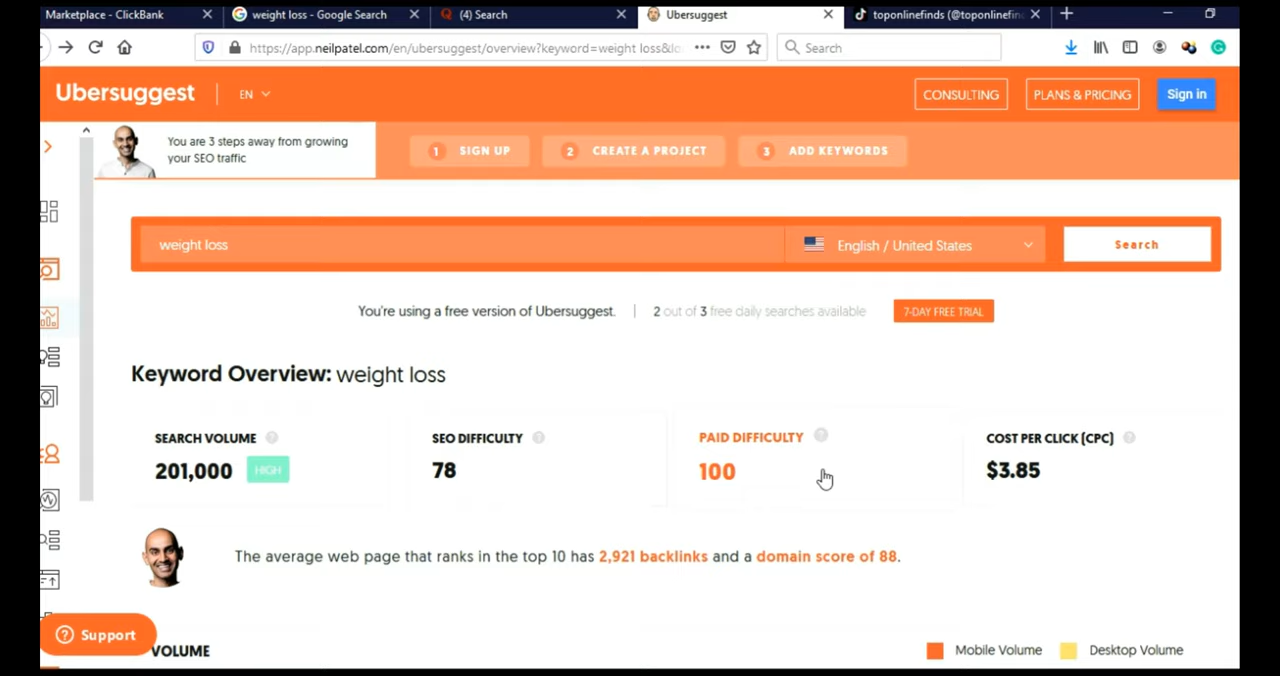 Marketplace - ClickBank
weight loss - Google Search
(4) Search
Ubersuggest
toponlinefinds (@toponlinefin
https://app.neilpatel.com/en/ubersuggest/overview?keyword=weight loss&lo
Search
Ubersuggest
EN
CONSULTING
PLANS & PRICING
Sign in
You are 3 steps away from growing
your SEO traffic
1 SIGN UP
2 CREATE A PROJECT
3 ADD KEYWORDS
weight loss
English / United States
Search
You're using a free version of Ubersuggest.
2 out of 3 free daily searches available
7-DAY FREE TRIAL
Keyword Overview: weight loss
SEARCH VOLUME ?
201,000 HIGH
SEO DIFFICULTY ?
78
PAID DIFFICULTY ?
100
COST PER CLICK (CPC) ?
$3.85
The average web page that ranks in the top 10 has 2,921 backlinks and a domain score of 88.
? Support
VOLUME
Mobile Volume
Desktop Volume